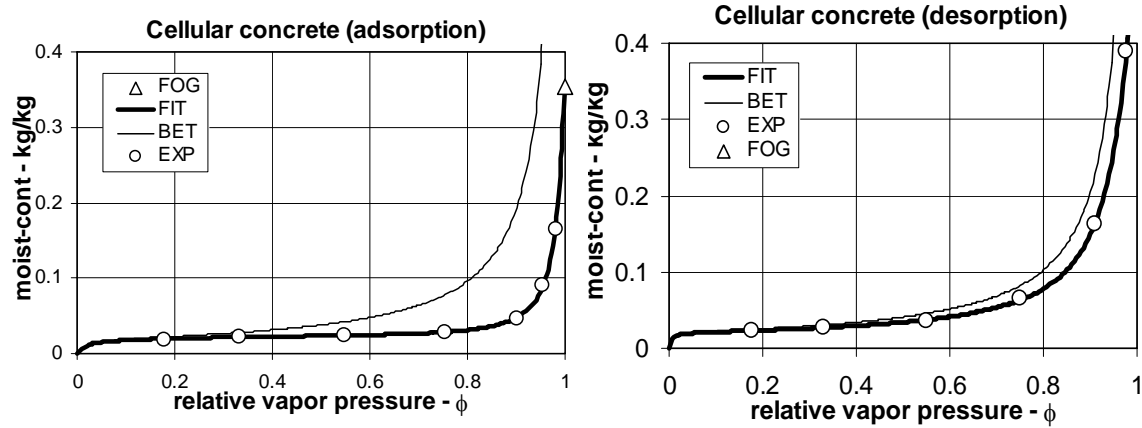 Cellular concrete (adsorption)
0.4
0.3
0.2
0.1
0
moist-cont - kg/kg
FOG
FIT
BET
EXP
0 0.2 0.4 0.6 0.8 1
relative vapor pressure - ϕ
Cellular concrete (desorption)
0.4
0.3
0.2
0.1
0
moist-cont - kg/kg
FIT
BET
EXP
FOG
0 0.2 0.4 0.6 0.8 1
relative vapor pressure - ϕ